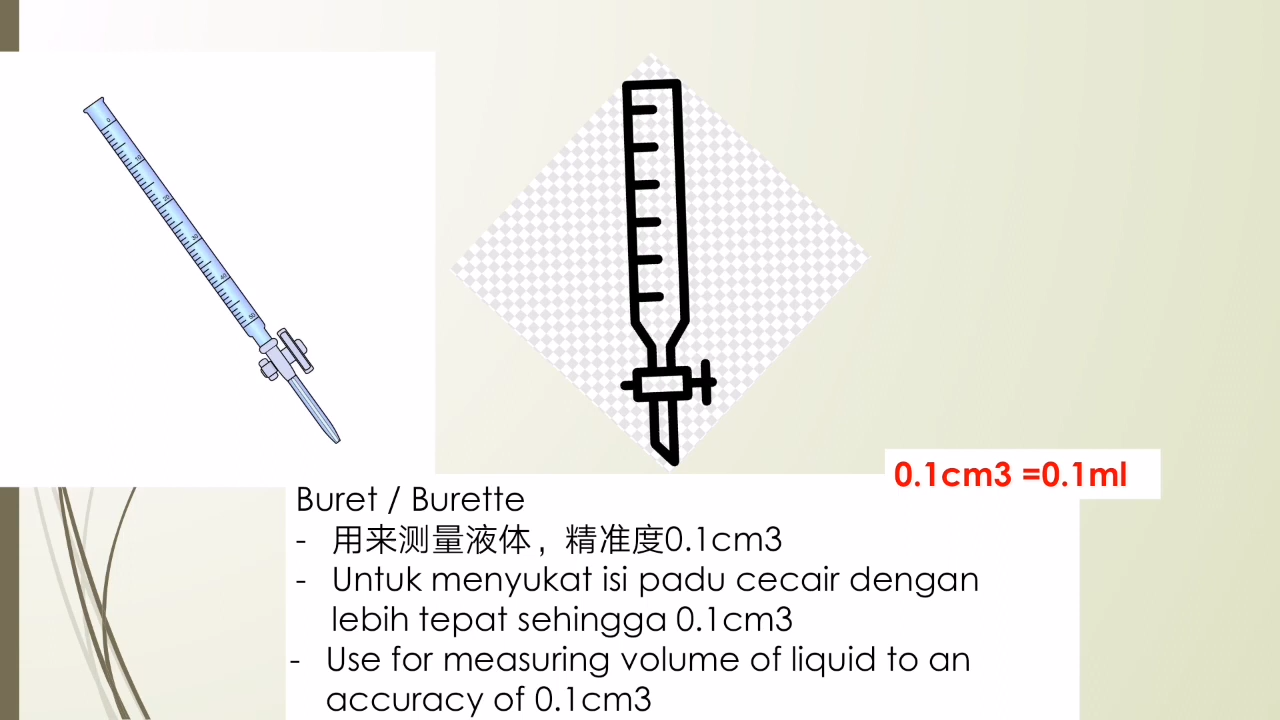 0.1cm3 =0.1ml
Buret / Burette
- 用来测量液体，精准度0.1cm3
- Untuk menyukat isi padu cecair dengan
lebih tepat sehingga 0.1cm3
- Use for measuring volume of liquid to an
accuracy of 0.1cm3